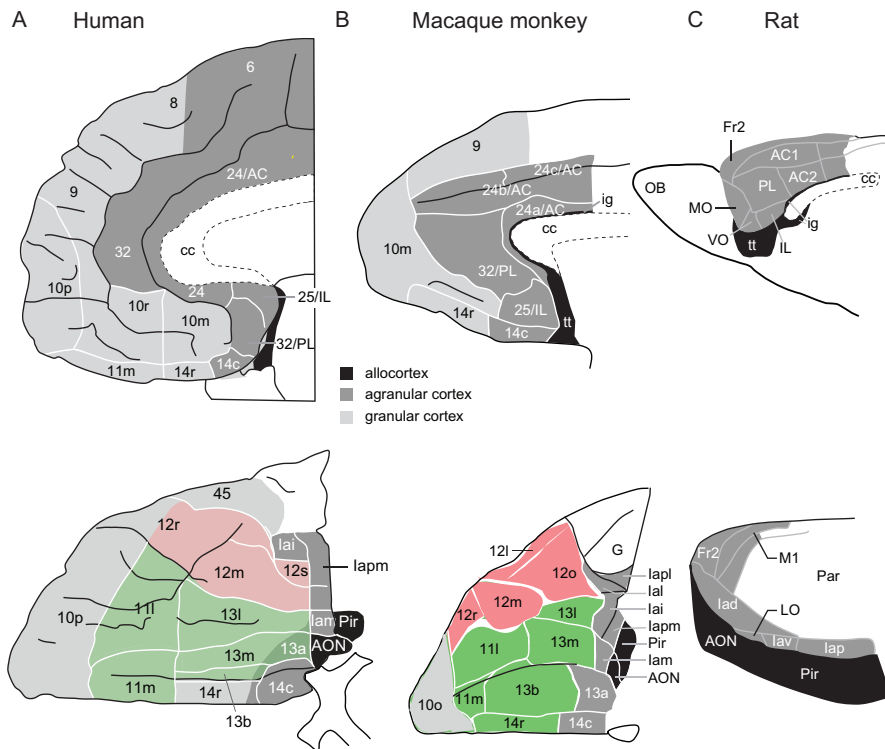 A Human
B Macaque monkey
C Rat
6
8
9
24/AC
32
cc
24
25/IL
10p
10r
10m
32/PL
11m
14r
14c
9
24c/AC
24b/AC
24a/AC
ig
cc
10m
32/PL
25/IL
14r
14c
tt
Fr2
AC1
AC2
PL
cc
OB
MO
VO
tt
IL
ig
allocortex
agranular cortex
granular cortex
45
12r
Iai
Iapm
12m
12s
10p
11l
13l
Iam
Pir
AON
13m
13a
11m
14r
14c
13b
12l
12o
G
Iapl
Ial
Iai
Iapm
Pir
Iam
AON
12r
12m
13l
11l
13m
10o
11m
13b
13a
14r
14c
Fr2
M1
Par
Iad
LO
AON
Iav
Iap
Pir